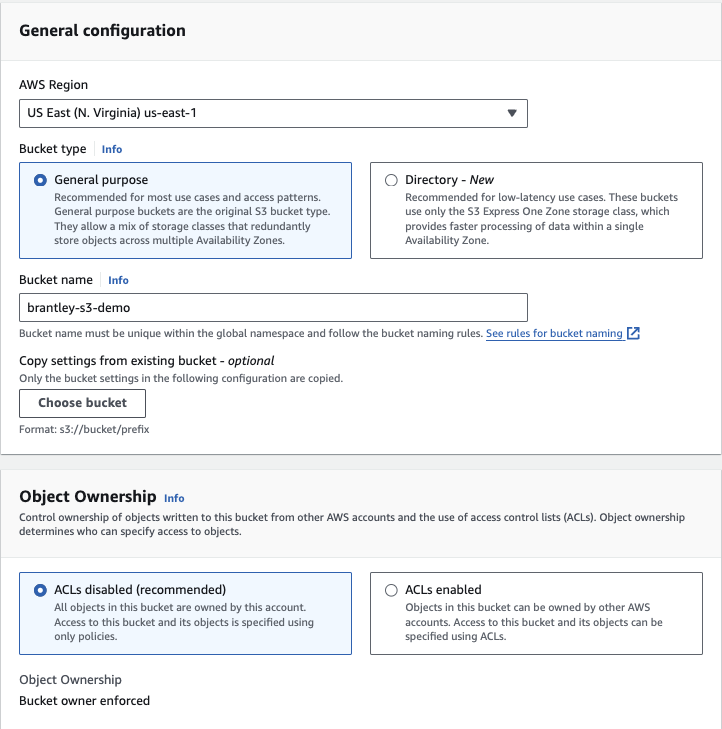 General configuration
AWS Region
US East (N. Virginia) us-east-1
Bucket type Info
General purpose
Recommended for most use cases and access patterns.
General purpose buckets are the original S3 bucket type.
They allow a mix of storage classes that redundantly
store objects across multiple Availability Zones.
Directory - New
Recommended for low-latency use cases. These buckets
use only the S3 Express One Zone storage class, which
provides faster processing of data within a single
Availability Zone.
Bucket name Info
brantley-s3-demo
Bucket name must be unique within the global namespace and follow the bucket naming rules. See rules for bucket naming
Copy settings from existing bucket - optional
Only the bucket settings in the following configuration are copied.
Choose bucket
Format: s3://bucket/prefix
Object Ownership Info
Control ownership of objects written to this bucket from other AWS accounts and the use of access control lists (ACLs). Object ownership
determines who can specify access to objects.
ACLs disabled (recommended)
All objects in this bucket are owned by this account.
Access to this bucket and its objects is specified using
only policies.
ACLs enabled
Objects in this bucket can be owned by other AWS
accounts. Access to this bucket and its objects can be
specified using ACLs.
Object Ownership
Bucket owner enforced